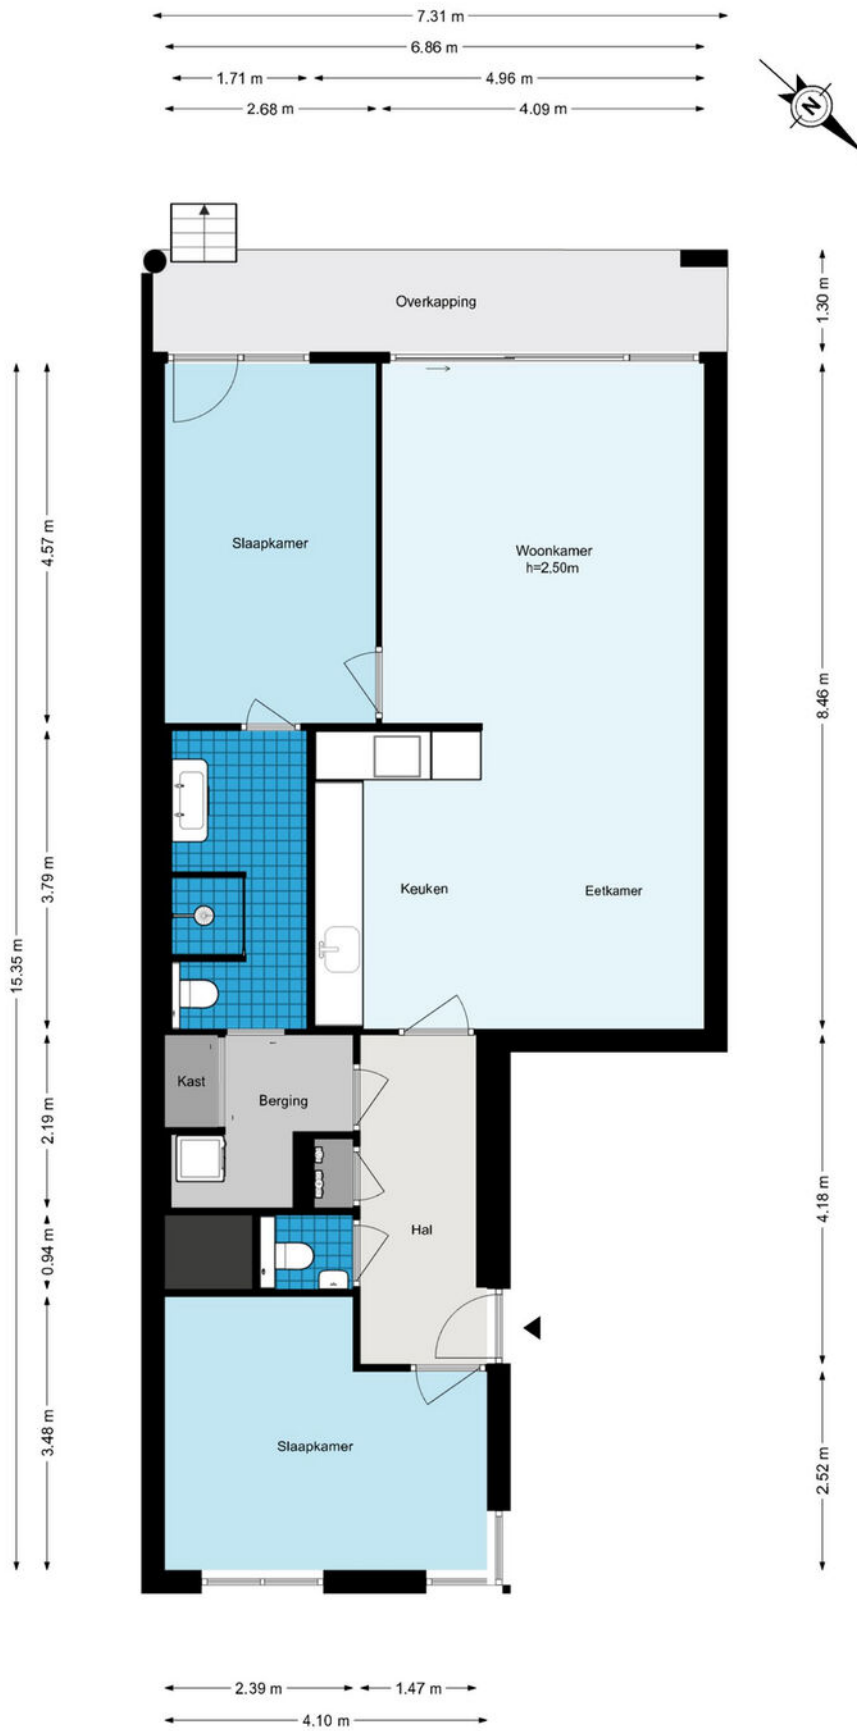 7.31 m
6.86 m
1.71 m
4.96 m
2.68 m
4.09 m
N
Overkapping
1.30 m
Slaapkamer
Woonkamer
h=2.50m
4.57 m
8.46 m
3.79 m
15.35 m
Keuken
Eetkamer
Kast
Berging
2.19 m
Hal
4.18 m
0.94 m
Slaapkamer
3.48 m
2.52 m
2.39 m
1.47 m
4.10 m